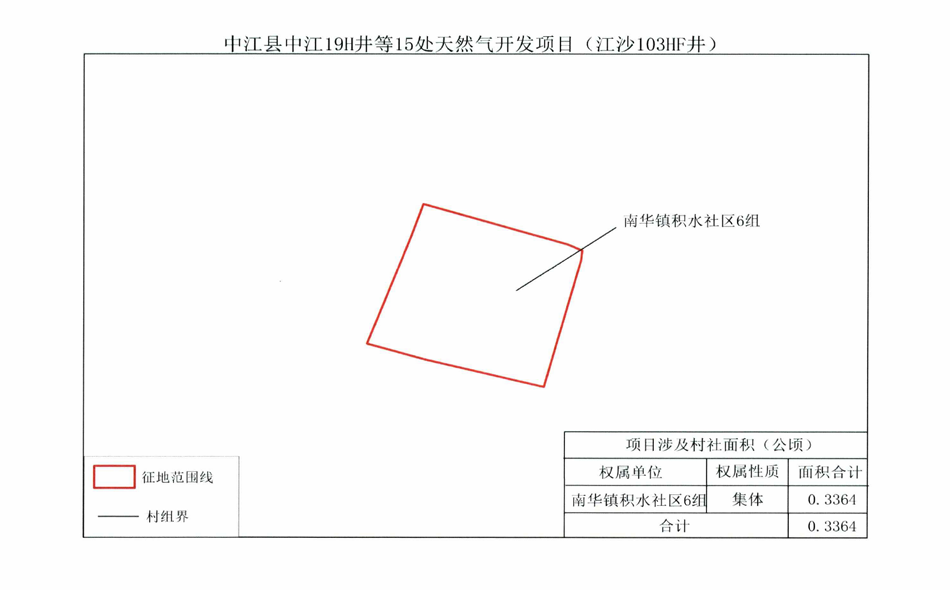 中江县中江19H井等15处天然气开发项目（江沙103HF井）
南华镇积水社区6组
项目涉及村社面积（公顷）
权属单位 权属性质 面积合计
南华镇积水社区6组 集体 0.3364
合计 0.3364
征地范围线
村组界